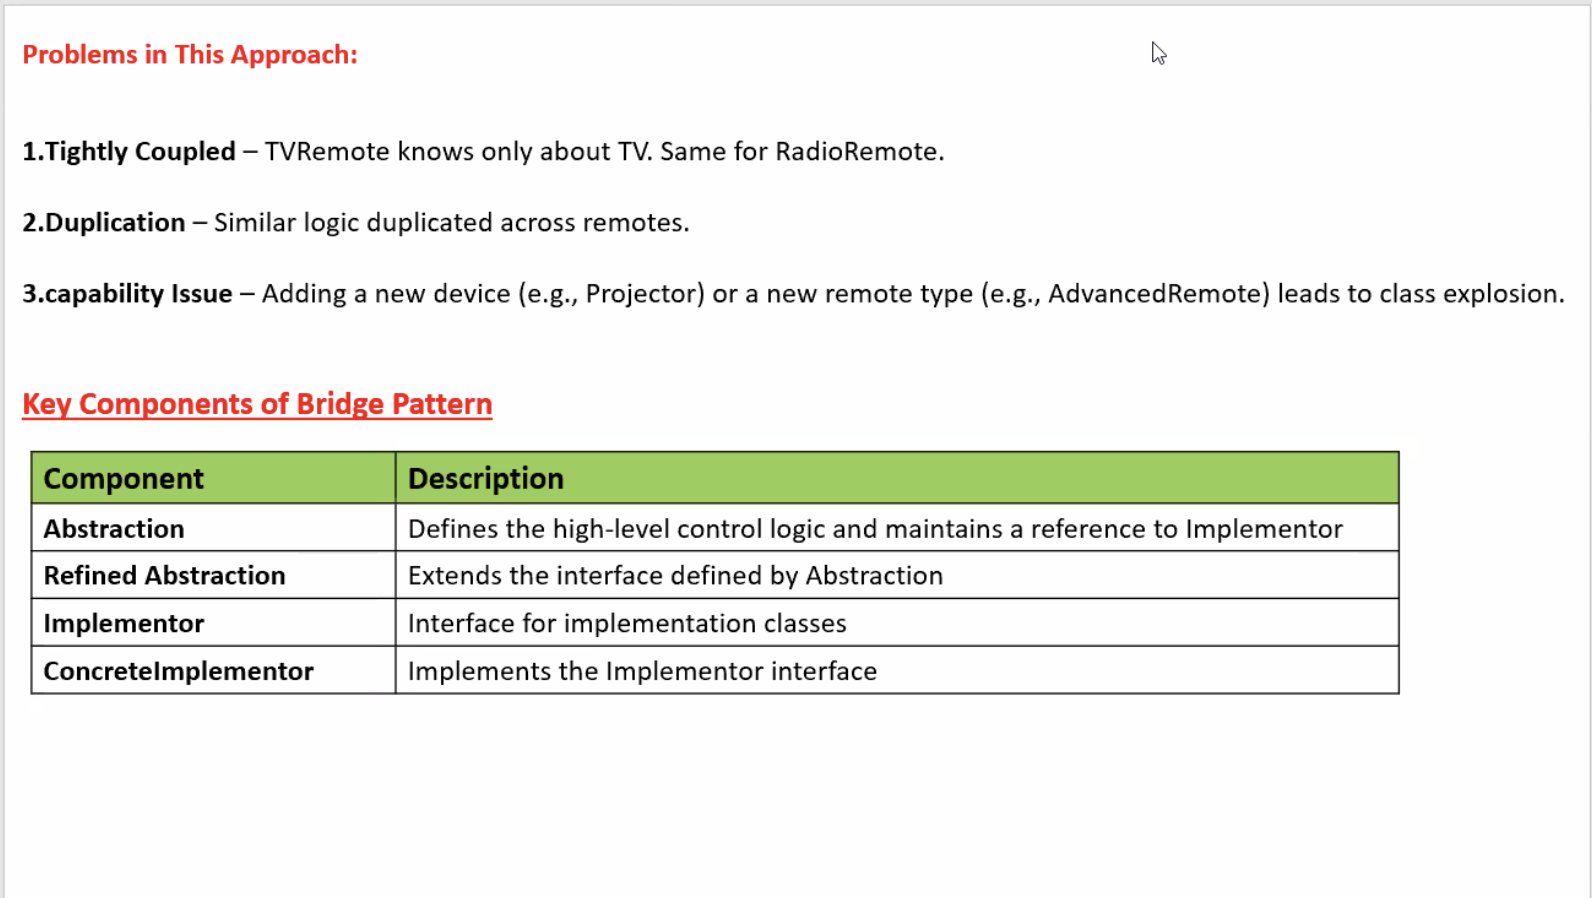 Problems in This Approach:
1.Tightly Coupled – TVRemote knows only about TV. Same for RadioRemote.
2.Duplication – Similar logic duplicated across remotes.
3.capability Issue – Adding a new device (e.g., Projector) or a new remote type (e.g., AdvancedRemote) leads to class explosion.
Key Components of Bridge Pattern
Component Description
Abstraction Defines the high-level control logic and maintains a reference to Implementor
Refined Abstraction Extends the interface defined by Abstraction
Implementor Interface for implementation classes
ConcreteImplementor Implements the Implementor interface